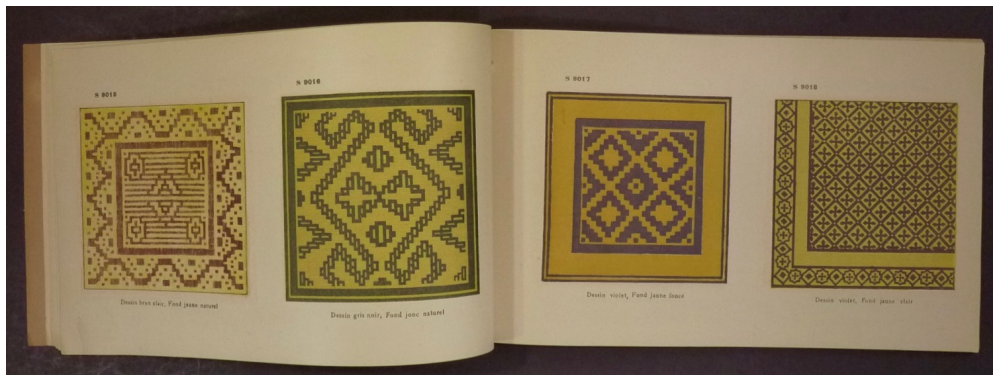 S 9015
Dessin brun clair, Fond jaune naturel
S 9016
Dessin gris noir, Fond jaune naturel
S 9017
Dessin violet, Fond jaune foncé
S 9018
Dessin violet, Fond jaune clair